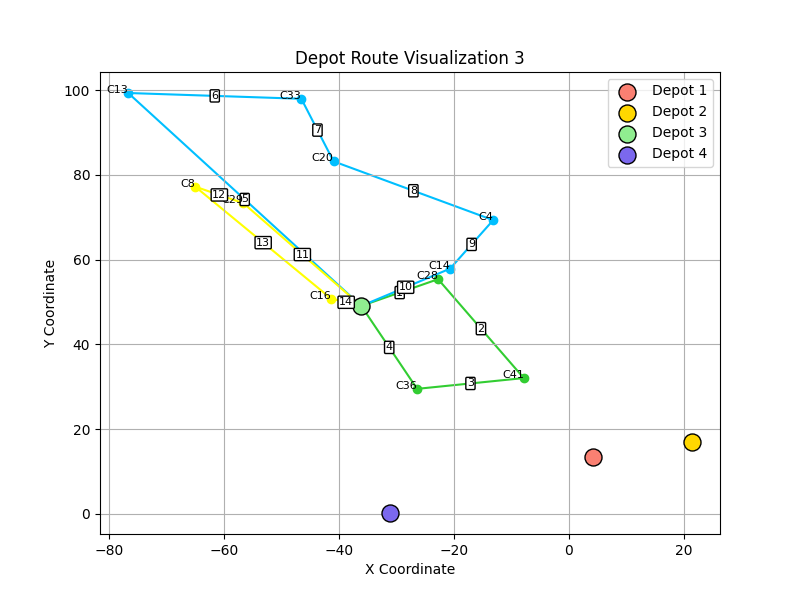 Depot Route Visualization 3
Depot 1
Depot 2
Depot 3
Depot 4
100
80
60
40
20
0
Y Coordinate
C13
6
C33
7
C20
8
C4
9
C14
C28
10
2
C41
3
C36
4
C8
12
C29
5
13
11
C16
14
−80
−60
−40
−20
0
20
X Coordinate